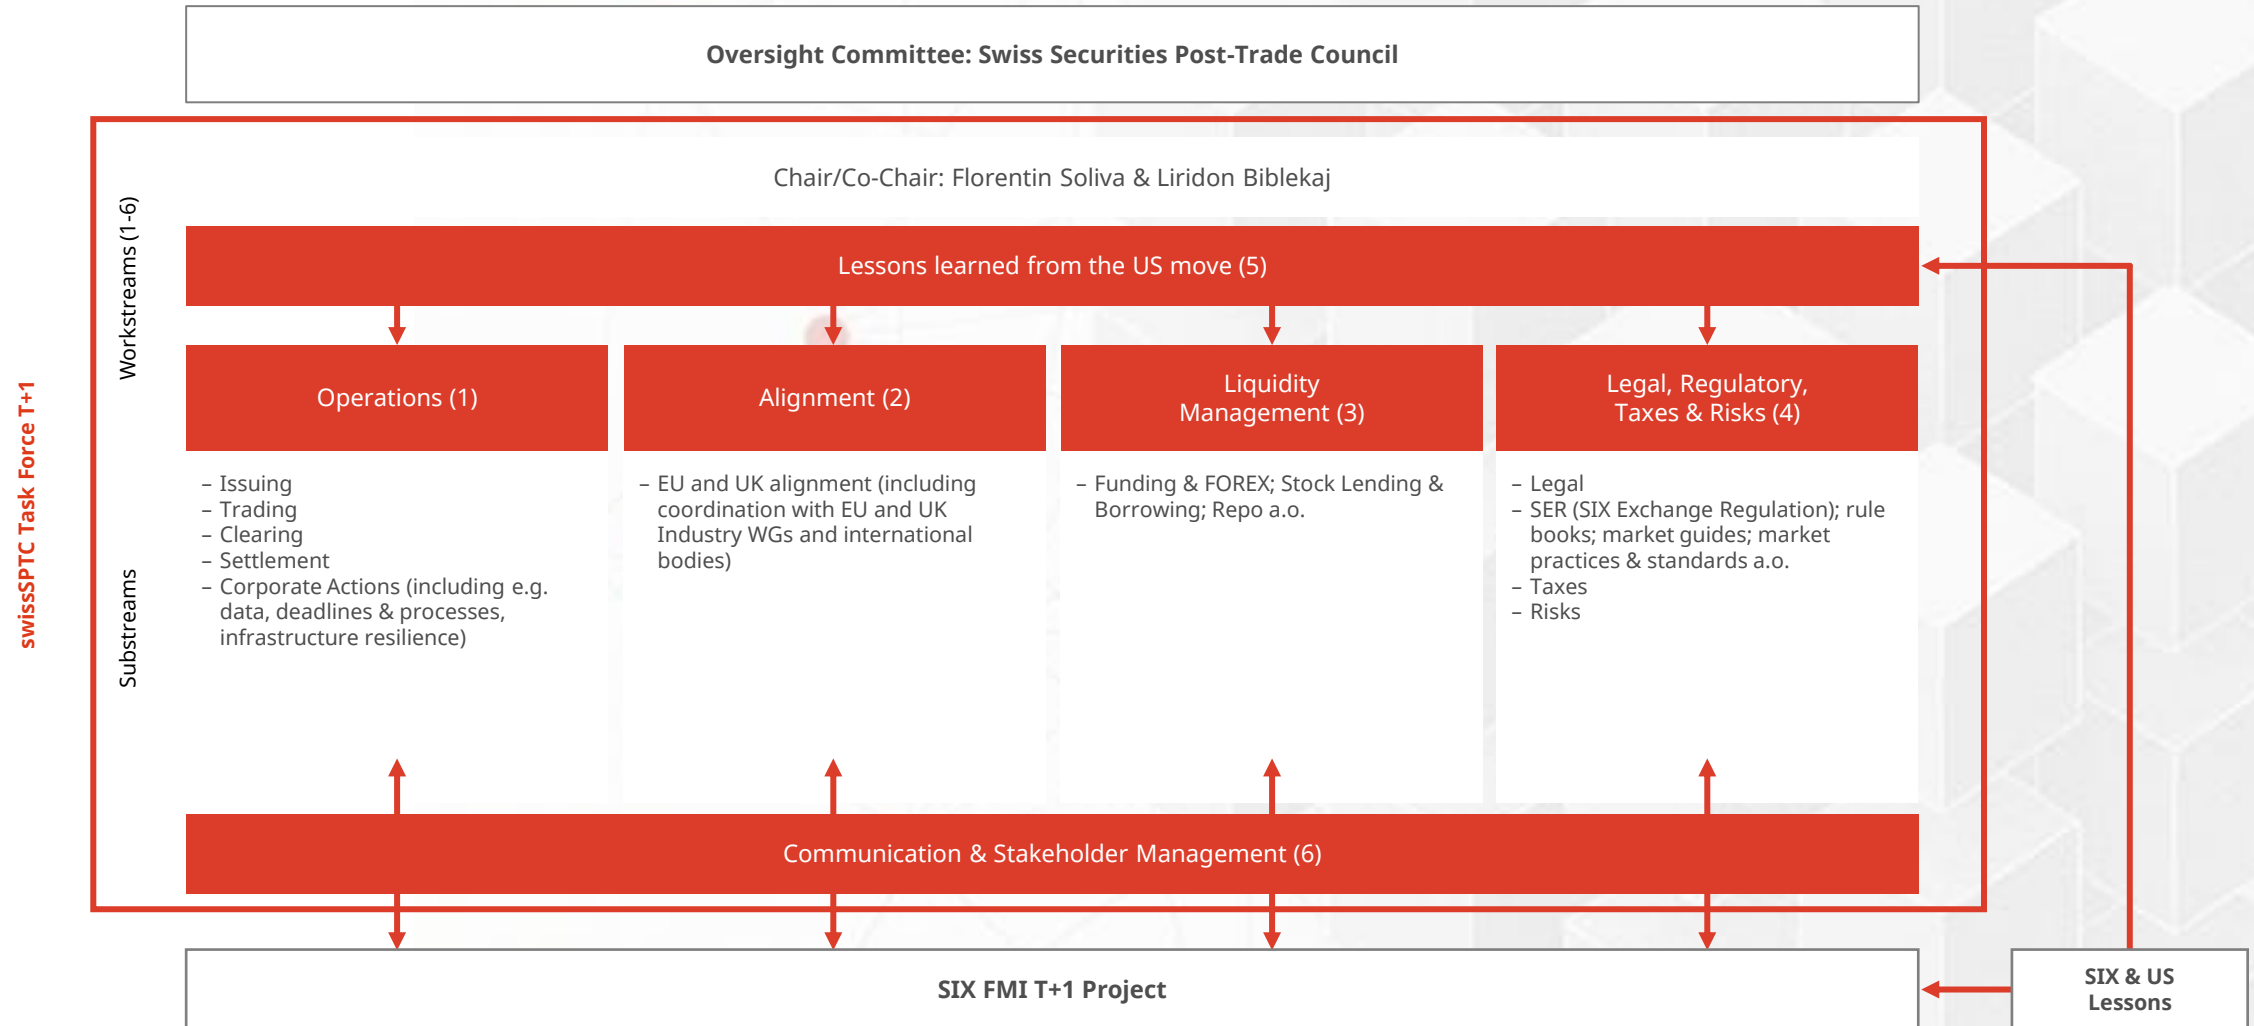 Oversight Committee: Swiss Securities Post-Trade Council
swissSPTC Task Force T+1
Workstreams (1-6)
Substreams
Chair/Co-Chair: Florentin Soliva & Liridon Biblekaj
Lessons learned from the US move (5)
Operations (1)
– Issuing
– Trading
– Clearing
– Settlement
– Corporate Actions (including e.g.
data, deadlines & processes,
infrastructure resilience)
Alignment (2)
– EU and UK alignment (including
coordination with EU and UK
Industry WGs and international
bodies)
Liquidity
Management (3)
– Funding & FOREX; Stock Lending &
Borrowing; Repo a.o.
Legal, Regulatory,
Taxes & Risks (4)
– Legal
– SER (SIX Exchange Regulation); rule
books; market guides; market
practices & standards a.o.
– Taxes
– Risks
Communication & Stakeholder Management (6)
SIX FMI T+1 Project
SIX & US
Lessons